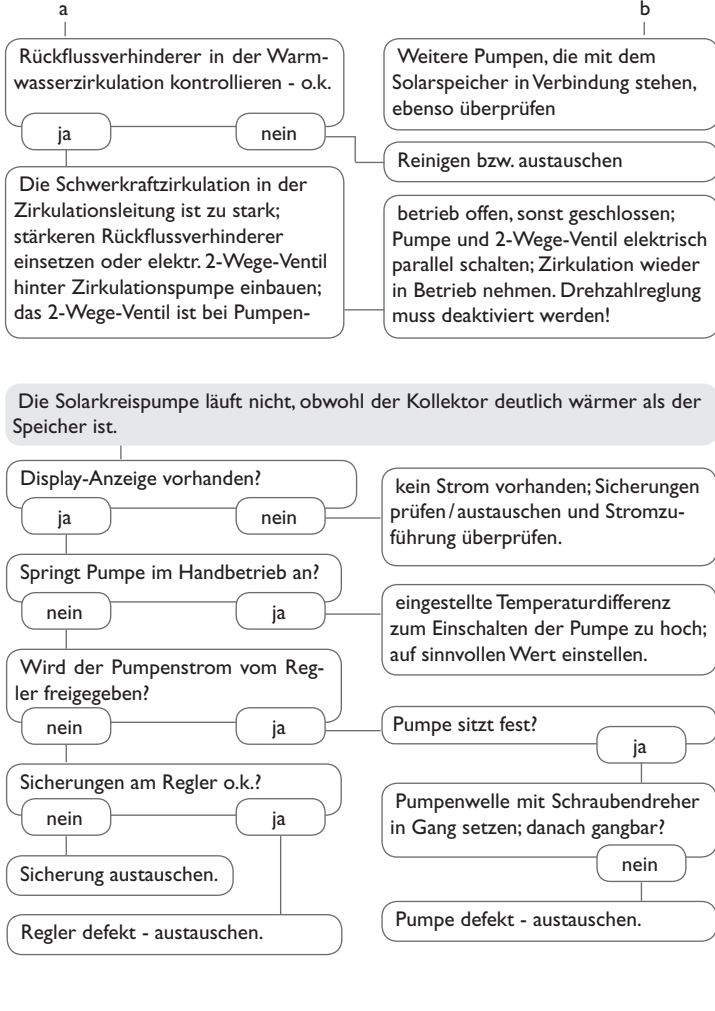 a
b
Rückflussverhinderer in der Warm-
wasserzirkulation kontrollieren - o.k.
ja
nein
Weitere Pumpen, die mit dem
Solarspeicher in Verbindung stehen,
ebenso überprüfen
Reinigen bzw. austauschen
Die Schwerkraftzirkulation in der
Zirkulationsleitung ist zu stark;
stärkeren Rückflussverhinderer
einsetzen oder elektr. 2-Wege-Ventil
hinter Zirkulationspumpe einbauen;
das 2-Wege-Ventil ist bei Pumpen-
betrieb offen, sonst geschlossen;
Pumpe und 2-Wege-Ventil elektrisch
parallel schalten; Zirkulation wieder
in Betrieb nehmen. Drehzahlreglung
muss deaktiviert werden!
Die Solarkreispumpe läuft nicht, obwohl der Kollektor deutlich wärmer als der
Speicher ist.
Display-Anzeige vorhanden?
ja
nein
kein Strom vorhanden; Sicherungen
prüfen / austauschen und Stromzu-
führung überprüfen.
Springt Pumpe im Handbetrieb an?
nein
ja
eingestellte Temperaturdifferenz
zum Einschalten der Pumpe zu hoch;
auf sinnvollen Wert einstellen.
Wird der Pumpenstrom vom Reg-
ler freigegeben?
nein
ja
Pumpe sitzt fest?
ja
Sicherungen am Regler o.k.?
nein
ja
Pumpenwelle mit Schraubendreher
in Gang setzen; danach gangbar?
nein
Sicherung austauschen.
Regler defekt - austauschen.
Pumpe defekt - austauschen.